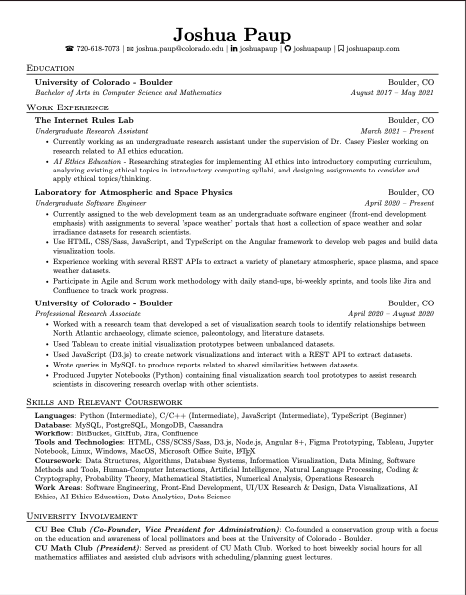 Joshua Paup
720-618-7073 | joshua.paup@colorado.edu | joshuapaup | joshuapaup | joshuapaup.com
Education
University of Colorado - Boulder Boulder, CO
Bachelor of Arts in Computer Science and Mathematics August 2017 – May 2021
Work Experience
The Internet Rules Lab Boulder, CO
Undergraduate Research Assistant March 2021 – Present
• Currently working as an undergraduate research assistant under the supervision of Dr. Casey Fiesler working on
research related to AI ethics education.
• AI Ethics Education - Researching strategies for implementing AI ethics into introductory computing curriculum,
analyzing existing ethical topics in introductory computing syllabi, and designing assignments to consider and
apply ethical topics/thinking.
Laboratory for Atmospheric and Space Physics Boulder, CO
Undergraduate Software Engineer April 2020 – Present
• Currently assigned to the web development team as an undergraduate software engineer (front-end development
emphasis) with assignments to several 'space weather' portals that host a collection of space weather and solar
irradiance datasets for research scientists.
• Use HTML, CSS/Sass, JavaScript, and TypeScript on the Angular framework to develop web pages and build data
visualization tools.
• Experience working with several REST APIs to extract a variety of planetary atmosphere, space plasma, and space
weather datasets.
• Participate in Agile and Scrum work methodology with daily stand-ups, bi-weekly sprints, and tools like Jira and
Confluence to track work progress.
University of Colorado - Boulder Boulder, CO
Professional Research Associate April 2020 – August 2020
• Worked with a research team that developed a set of visualization search tools to identify relationships between
North Atlantic archaeology, climate science, paleontology, and literature datasets.
• Used Tableau to create initial visualization prototypes between unbalanced datasets.
• Used JavaScript (D3.js) to create network visualizations and interact with a REST API to extract datasets.
• Wrote queries in MySQL to produce reports related to shared similarities between datasets.
• Produced Jupyter Notebooks (Python) containing final visualization search tool prototypes to assist research
scientists in discovering research overlap with other scientists.
Skills and Relevant Coursework
Languages: Python (Intermediate), C/C++ (Intermediate), JavaScript (Intermediate), TypeScript (Beginner)
Database: MySQL, PostgreSQL, MongoDB, Cassandra
Workflow: BitBucket, GitHub, Jira, Confluence
Tools and Technologies: HTML, CSS/SCSS/Sass, D3.js, Node.js, Angular 8+, Figma Prototyping, Tableau, Jupyter
Notebook, Linux, Windows, MacOS, Microsoft Office Suite, LaTeX
Coursework: Data Structures, Algorithms, Database Systems, Information Visualization, Data Mining, Software
Methods and Tools, Human-Computer Interactions, Artificial Intelligence, Natural Language Processing, Coding &
Cryptography, Probability Theory, Mathematical Statistics, Numerical Analysis, Operations Research
Work Areas: Software Engineering, Front-End Development, UI/UX Research & Design, Data Visualizations, AI
Ethics, AI Ethics Education, Data Analytics, Data Science
University Involvement
CU Bee Club (Co-Founder, Vice President for Administration): Co-founded a conservation group with a focus
on the education and awareness of local pollinators and bees at the University of Colorado - Boulder.
CU Math Club (President): Served as president of CU Math Club. Worked to host biweekly social hours for all
mathematics affiliates and assisted club advisors with scheduling/planning guest lectures.